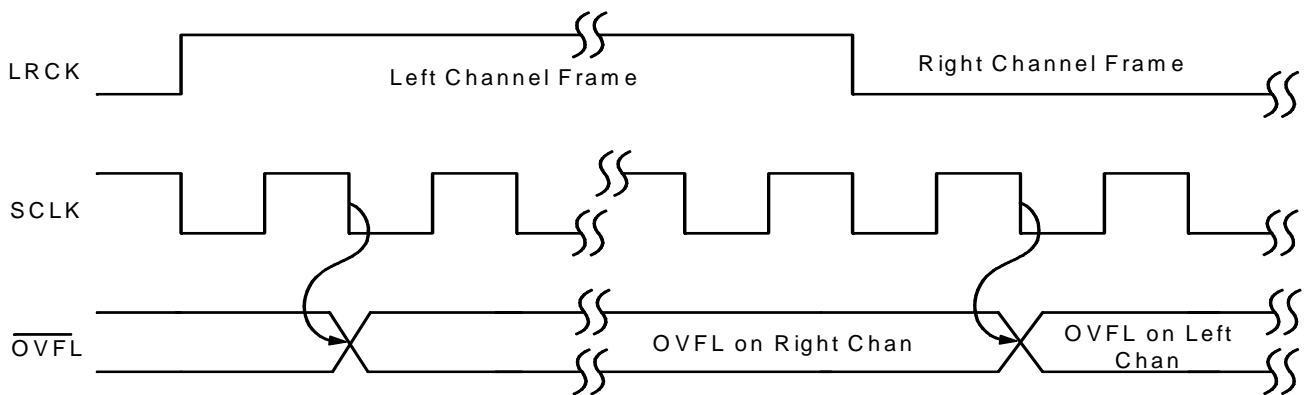 LRCK
Left Channel Frame
Right Channel Frame
SCLK
OVFL
OVFL on Right Chan
OVFL on Left
Chan